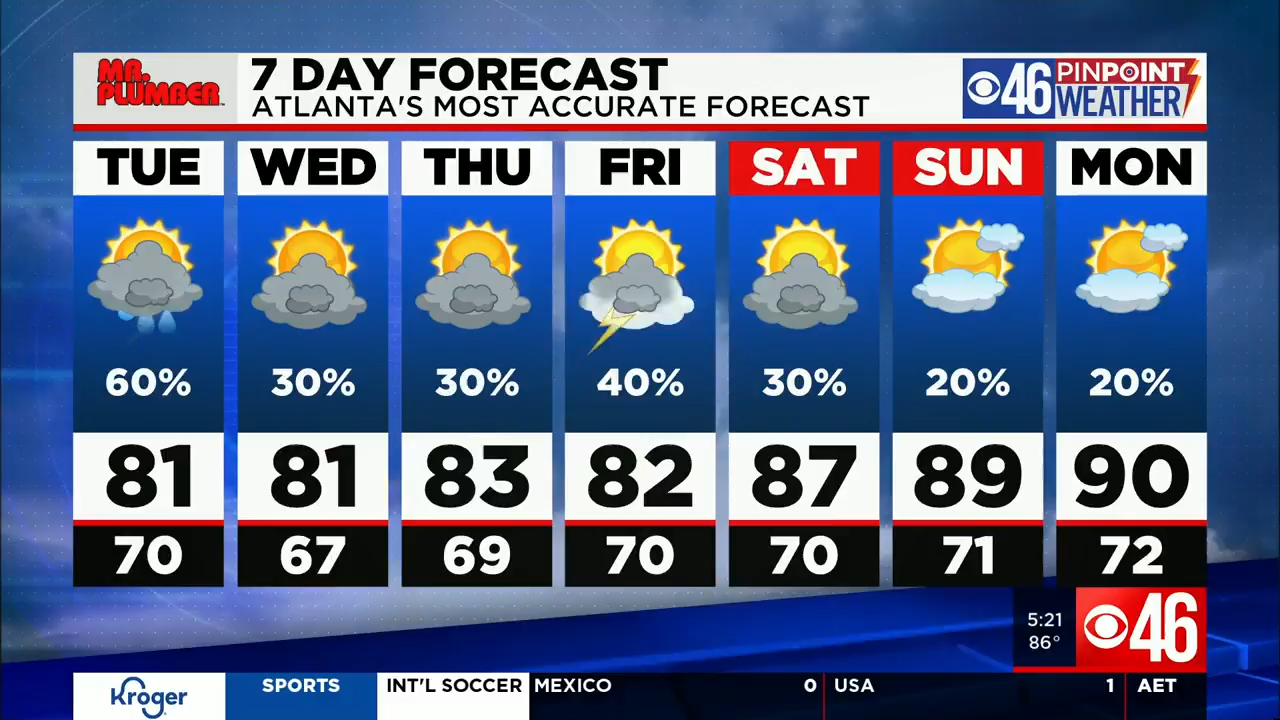 MR. PLUMBER
7 DAY FORECAST
ATLANTA'S MOST ACCURATE FORECAST
46 PINPOINT WEATHER
TUE WED THU FRI SAT SUN MON
60% 30% 30% 40% 30% 20% 20%
81 81 83 82 87 89 90
70 67 69 70 70 71 72
5:21
86°
46
Kroger SPORTS INT'L SOCCER MEXICO 0 USA 1 AET